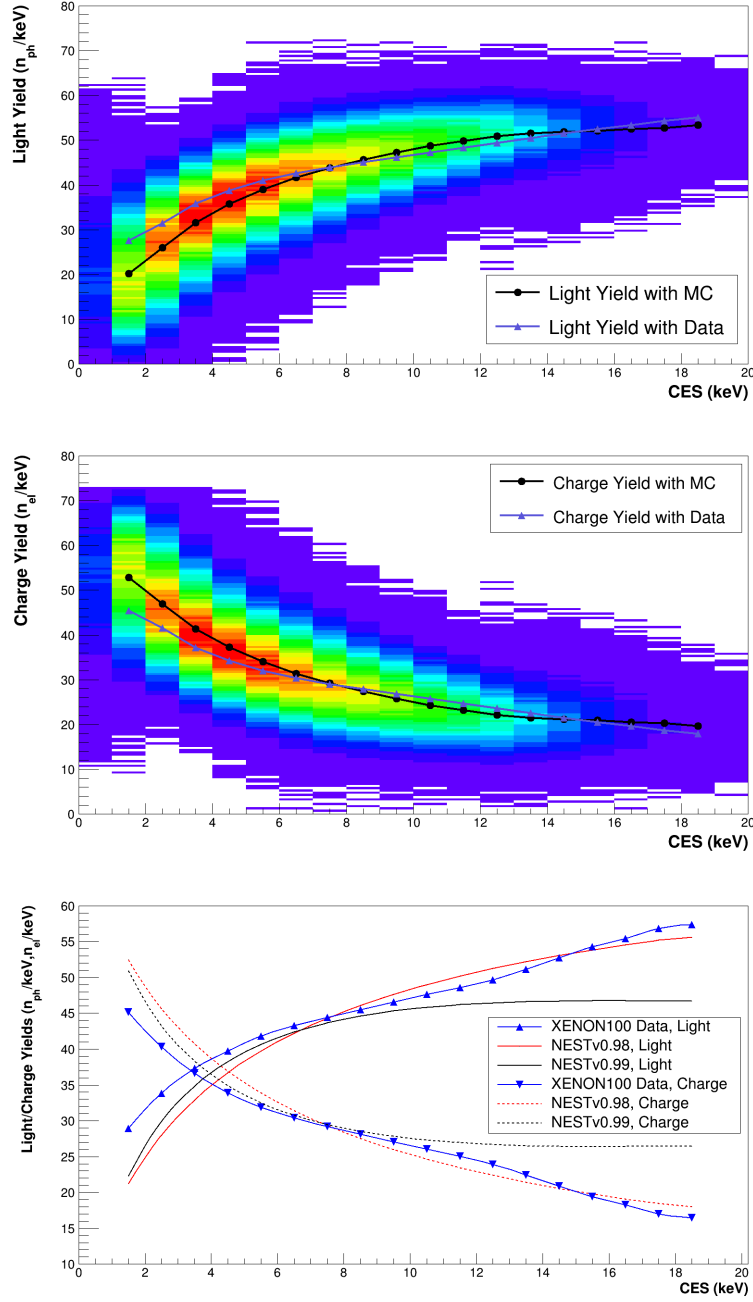 Light Yield (n_ph/keV)
80
70
60
50
40
30
20
10
0
Light Yield with MC
Light Yield with Data
0 2 4 6 8 10 12 14 16 18 20
CES (keV)
Charge Yield (n_el/keV)
80
70
60
50
40
30
20
10
0
Charge Yield with MC
Charge Yield with Data
0 2 4 6 8 10 12 14 16 18 20
CES (keV)
Light/Charge Yields (n_ph/keV,n_el/keV)
60
55
50
45
40
35
30
25
20
15
10
XENON100 Data, Light
NESTv0.98, Light
NESTv0.99, Light
XENON100 Data, Charge
NESTv0.98, Charge
NESTv0.99, Charge
0 2 4 6 8 10 12 14 16 18 20
CES (keV)